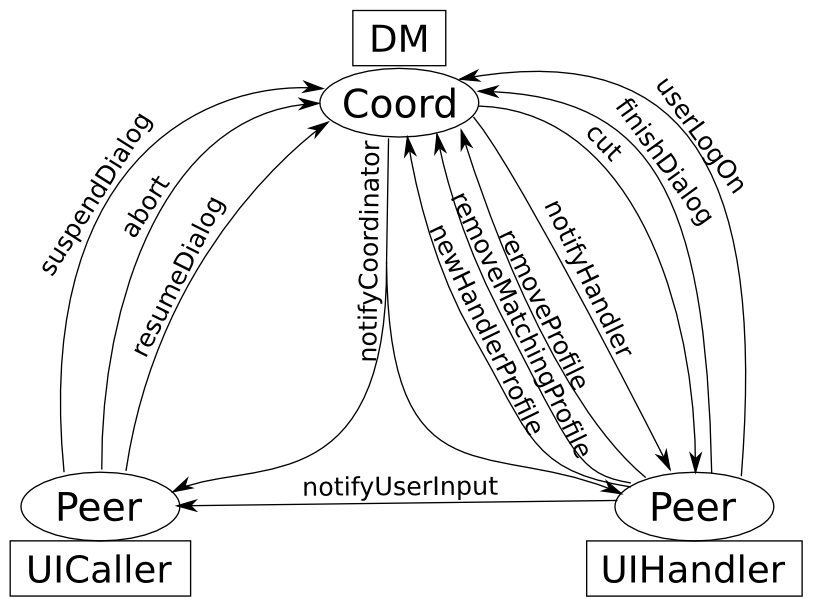 DM
Coord
suspendDialog
abort
resumeDialog
notifyCoordinator
newHandlerProfile
removeMatchingProfile
removeProfile
notifyHandler
cut
finishDialog
userLogOn
notifyUserInput
Peer
UICaller
Peer
UIHandler